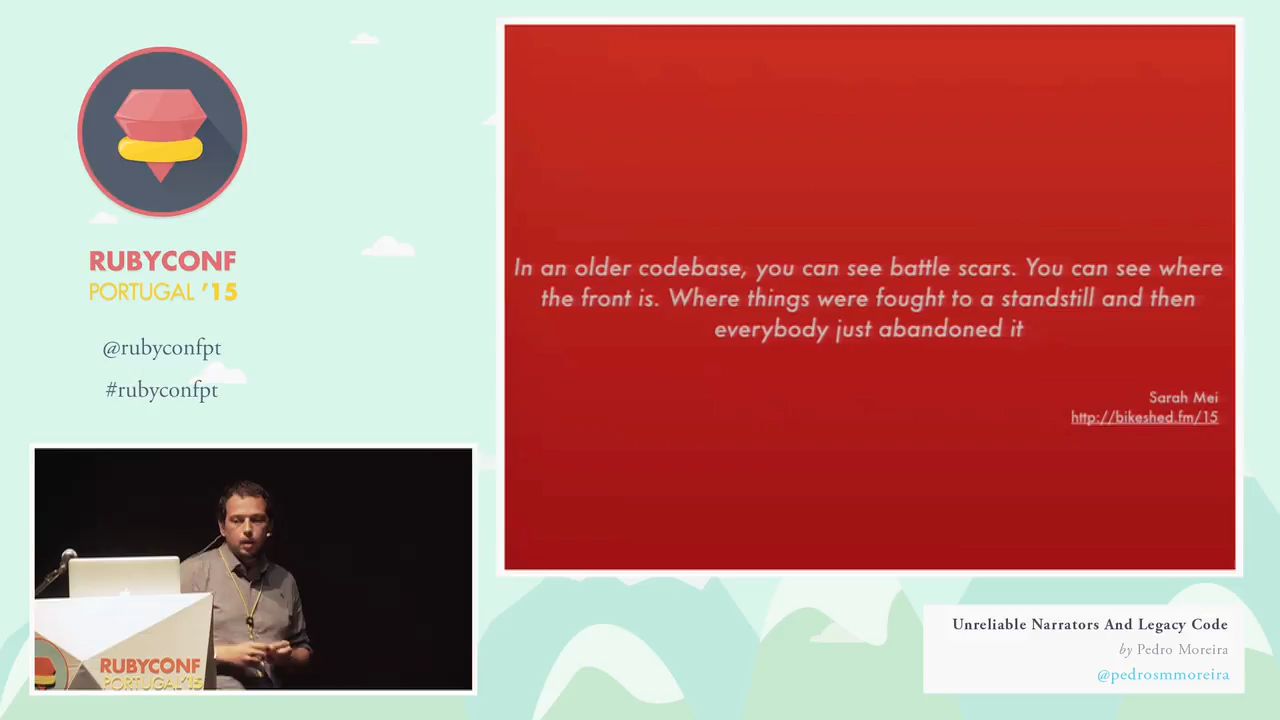 RUBYCONF
PORTUGAL '15
@rubyconfpt
#rubyconfpt
In an older codebase, you can see battle scars. You can see where
the front is. Where things were fought to a standstill and then
everybody just abandoned it
Sarah Mei
http://bikeshed.fm/15
RUBYCONF
PORTUGAL'15
Unreliable Narrators And Legacy Code
by Pedro Moreira
@pedrosmmoreira